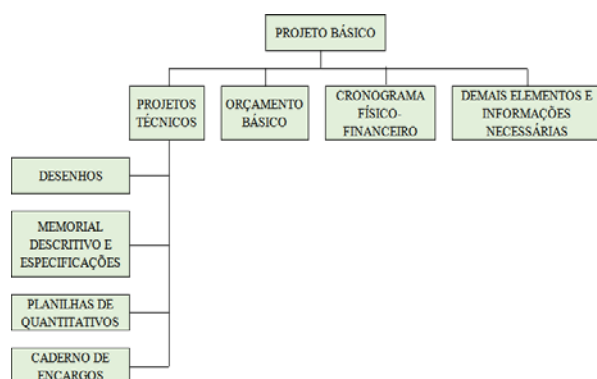 PROJETO BÁSICO
PROJETOS
TÉCNICOS
ORÇAMENTO
BÁSICO
CRONOGRAMA
FÍSICO-
FINANCEIRO
DEMAIS ELEMENTOS E
INFORMAÇÕES
NECESSÁRIAS
DESENHOS
MEMORIAL
DESCRITIVO E
ESPECIFICAÇÕES
PLANILHAS DE
QUANTITATIVOS
CADERNO DE
ENCARGOS